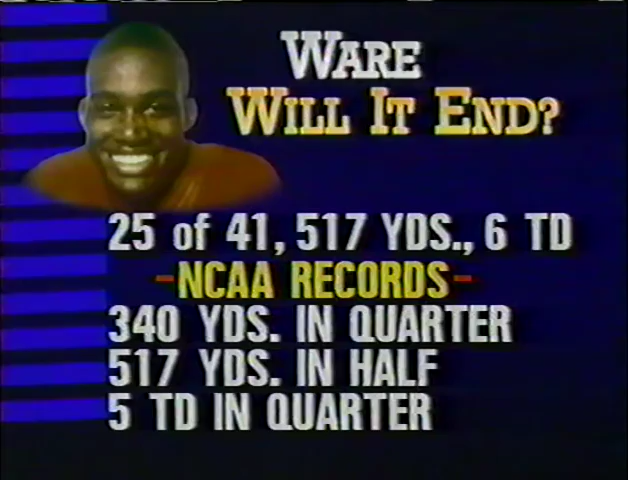 WARE
WILL IT END?
25 of 41, 517 YDS., 6 TD
-NCAA RECORDS-
340 YDS. IN QUARTER
517 YDS. IN HALF
5 TD IN QUARTER